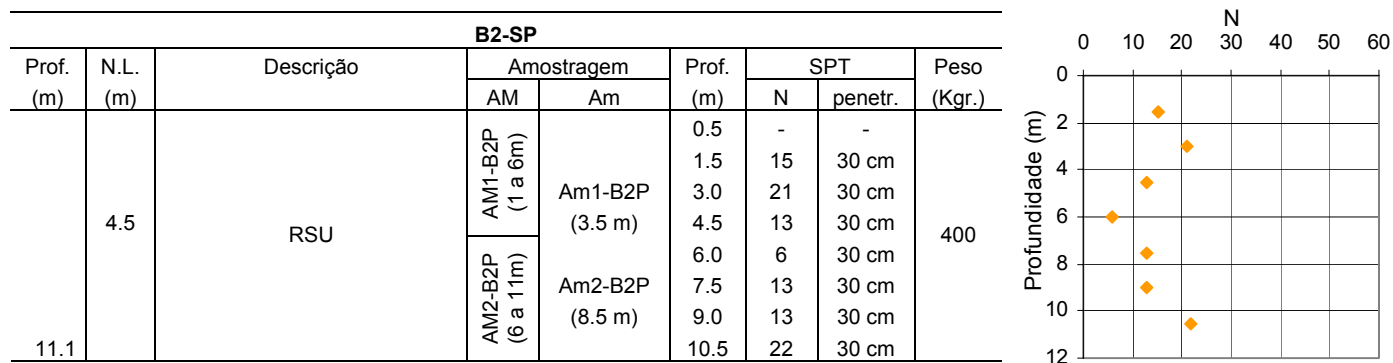 B2-SP
Prof. N.L. Descrição Amostragem Prof. SPT Peso
(m) (m) AM Am (m) N penetr. (Kgr.)
AM1-B2P
(1 a 6m)
AM2-B2P
(6 a 11m)
0.5 - -
1.5 15 30 cm
Am1-B2P 3.0 21 30 cm
4.5 (3.5 m) 4.5 13 30 cm
RSU 400
6.0 6 30 cm
Am2-B2P 7.5 13 30 cm
(8.5 m) 9.0 13 30 cm
11.1 10.5 22 30 cm
N
0 10 20 30 40 50 60
Profundidade (m)
0
2
4
6
8
10
12